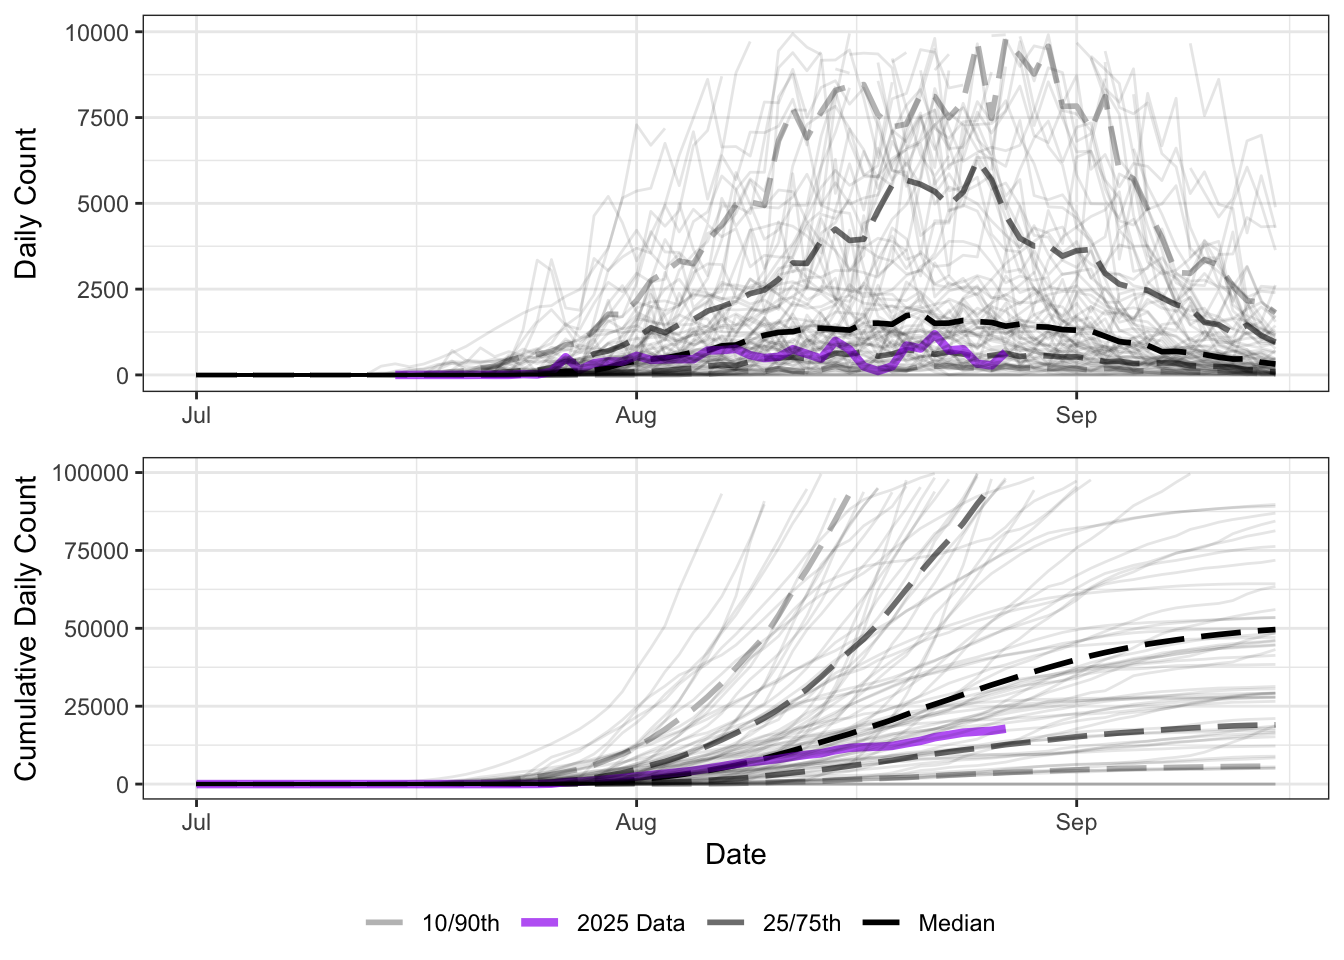 10000
7500
5000
2500
0
Daily Count
Jul
Aug
Sep
100000
75000
50000
25000
0
Cumulative Daily Count
Jul
Aug
Sep
Date
10/90th
2025 Data
25/75th
Median